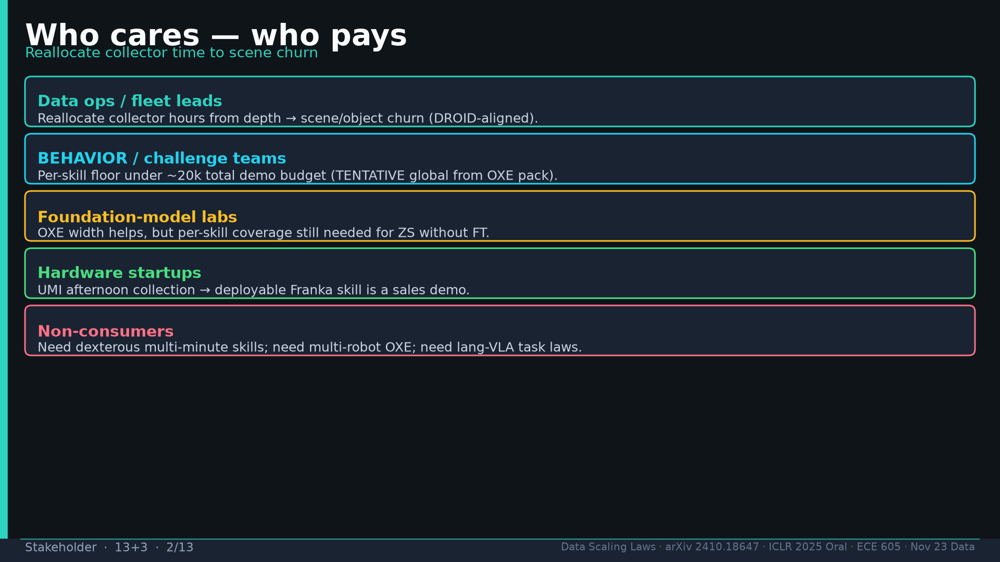 Who cares — who pays
Reallocate collector time to scene churn
Data ops / fleet leads
Reallocate collector hours from depth → scene/object churn (DROID-aligned).
BEHAVIOR / challenge teams
Per-skill floor under ~20k total demo budget (TENTATIVE global from OXE pack).
Foundation-model labs
OXE width helps, but per-skill coverage still needed for ZS without FT.
Hardware startups
UMI afternoon collection → deployable Franka skill is a sales demo.
Non-consumers
Need dexterous multi-minute skills; need multi-robot OXE; need lang-VLA task laws.
Stakeholder · 13+3 · 2/13
Data Scaling Laws · arXiv 2410.18647 · ICLR 2025 Oral · ECE 605 · Nov 23 Data